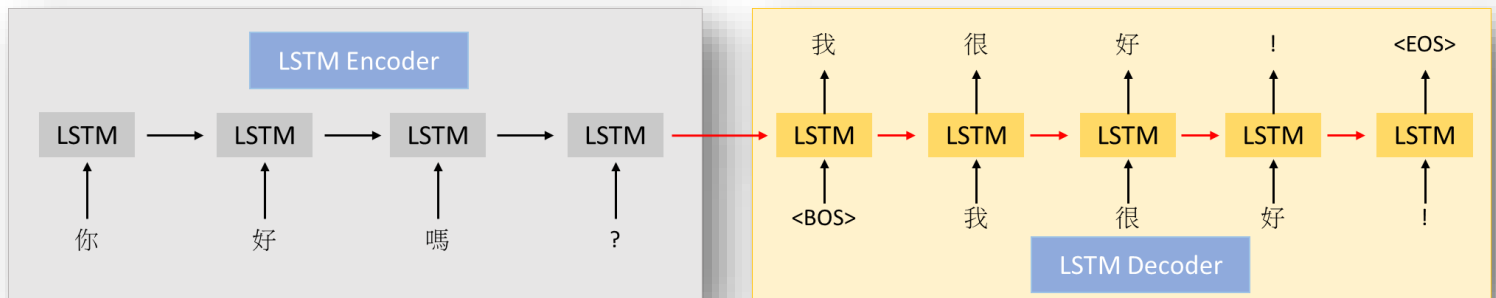 我 很 好 ! <EOS>
LSTM Encoder
LSTM LSTM LSTM LSTM LSTM LSTM LSTM LSTM LSTM
你 好 嗎 ? <BOS> 我 很 好 !
LSTM Decoder